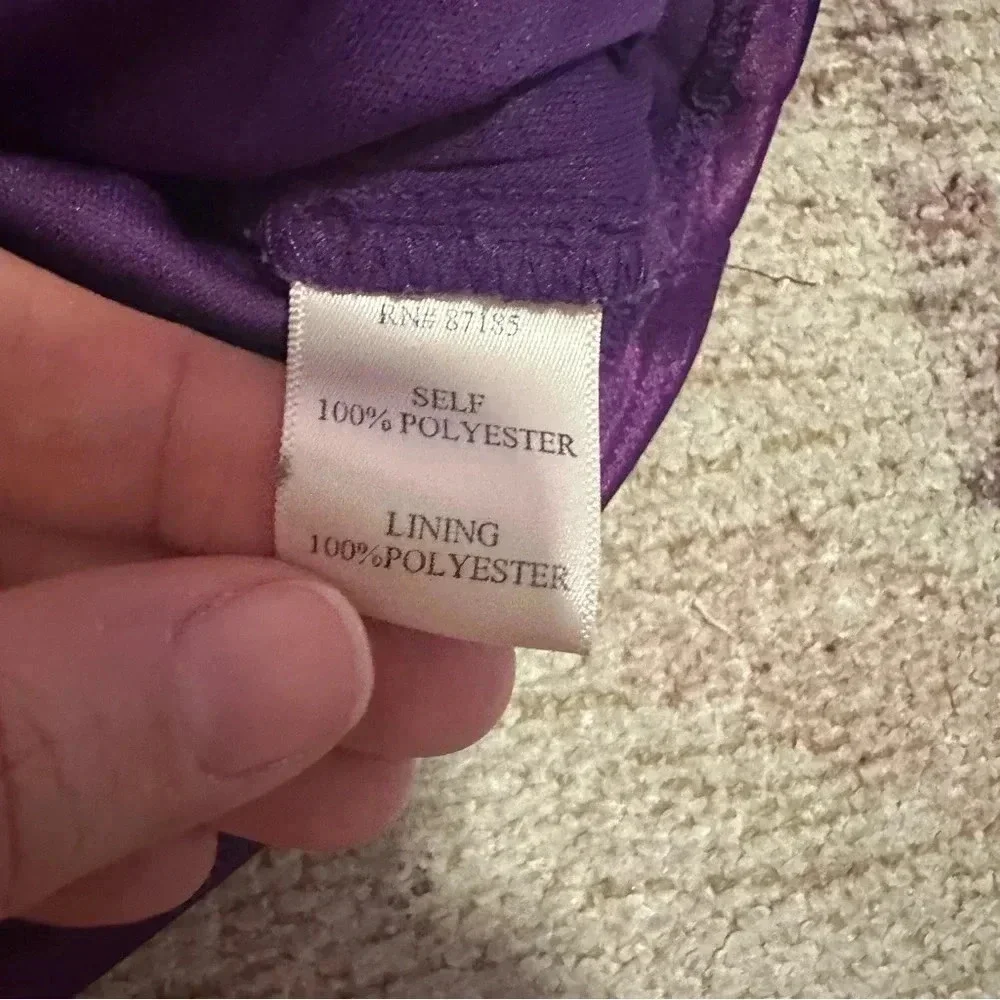 RN# 87185
SELF
100% POLYESTER
LINING
100%POLYESTER